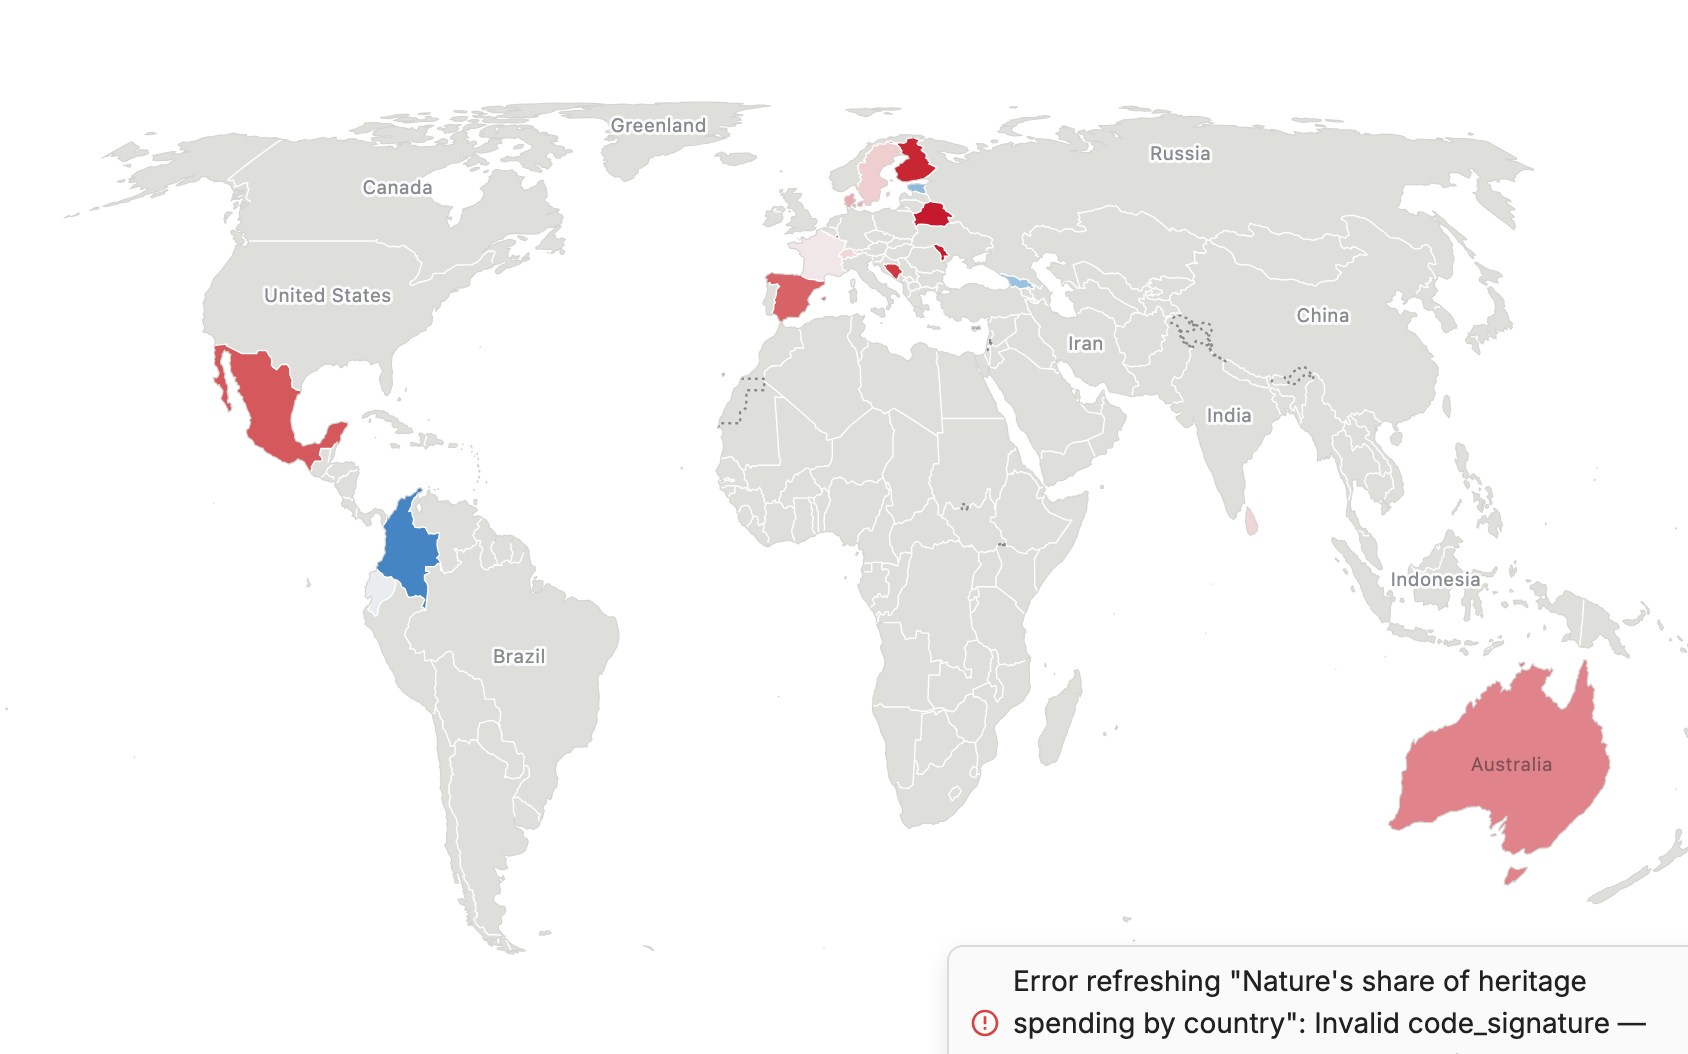 Greenland
Russia
Canada
United States
China
Iran
India
Indonesia
Brazil
Australia
Error refreshing "Nature's share of heritage
spending by country": Invalid code_signature —